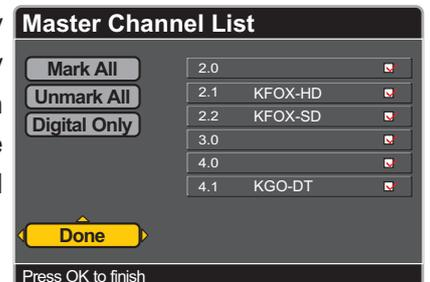 Master Channel List
Mark All
Unmark All
Digital Only
2.0
2.1 KFOX-HD
2.2 KFOX-SD
3.0
4.0
4.1 KGO-DT
Done
Press OK to finish